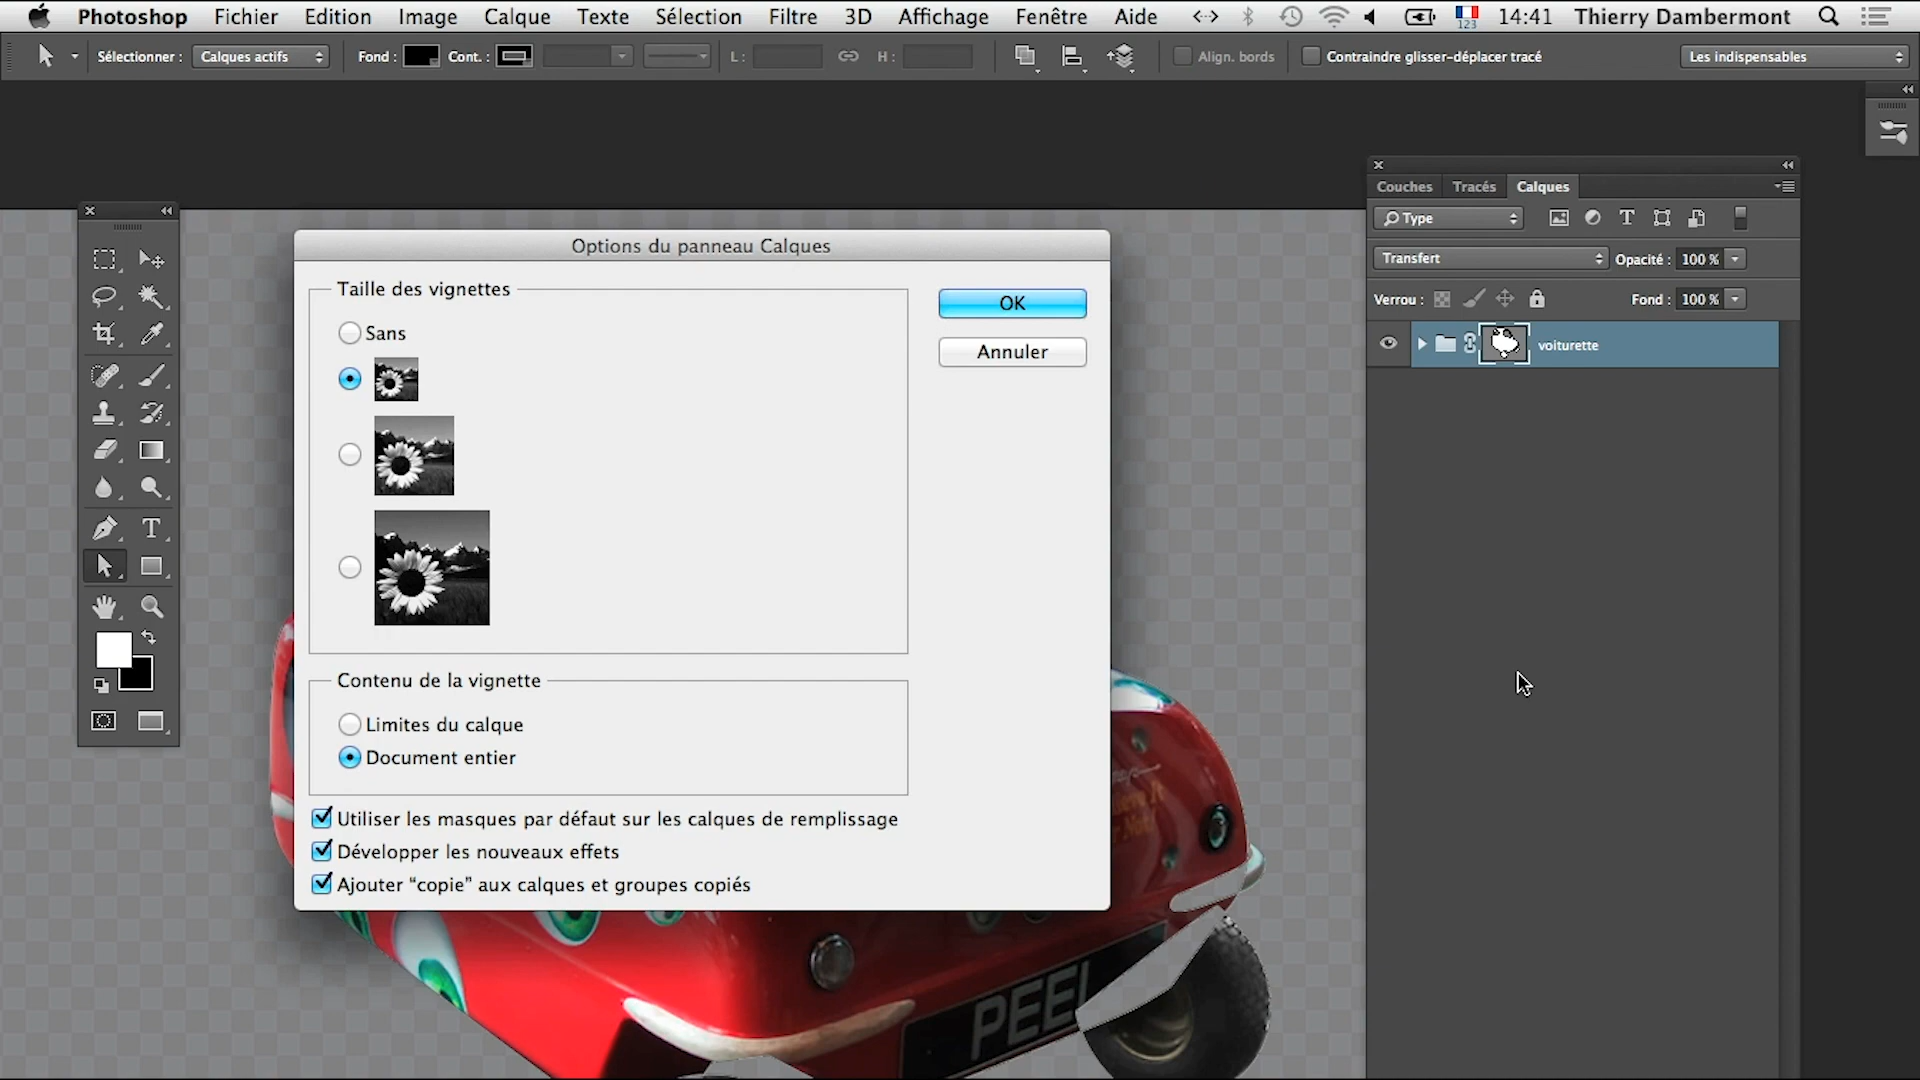 Photoshop Fichier Edition Image Calque Texte Sélection Filtre 3D Affichage Fenêtre Aide 123 14:41 Thierry Dambermont
Sélectionner : Calques actifs Fond : Cont. : L : H : Align. bords Contraindre glisser-déplacer tracé Les indispensables
Couches Tracés Calques
Type
Transfert Opacité : 100 %
Verrou : Fond : 100 %
voiturette
Options du panneau Calques
Taille des vignettes
OK
Sans
Annuler
Contenu de la vignette
Limites du calque
Document entier
Utiliser les masques par défaut sur les calques de remplissage
Développer les nouveaux effets
Ajouter “copie” aux calques et groupes copiés
PEEL